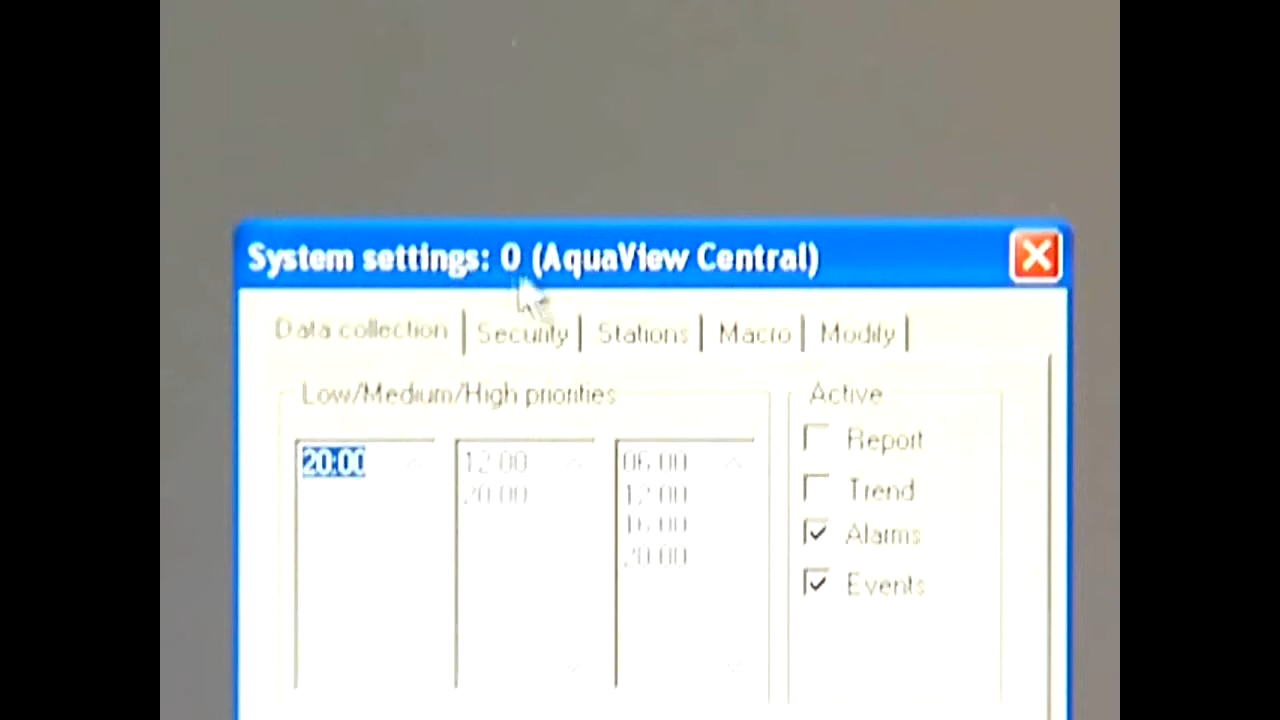 System settings: 0 (AquaView Central)
Data collection Security Stations Macro Modify
Low/Medium/High priorities
20:00
12:00
20:00
06:00
12:00
16:00
20:00
Active
Report
Trend
Alarms
Events